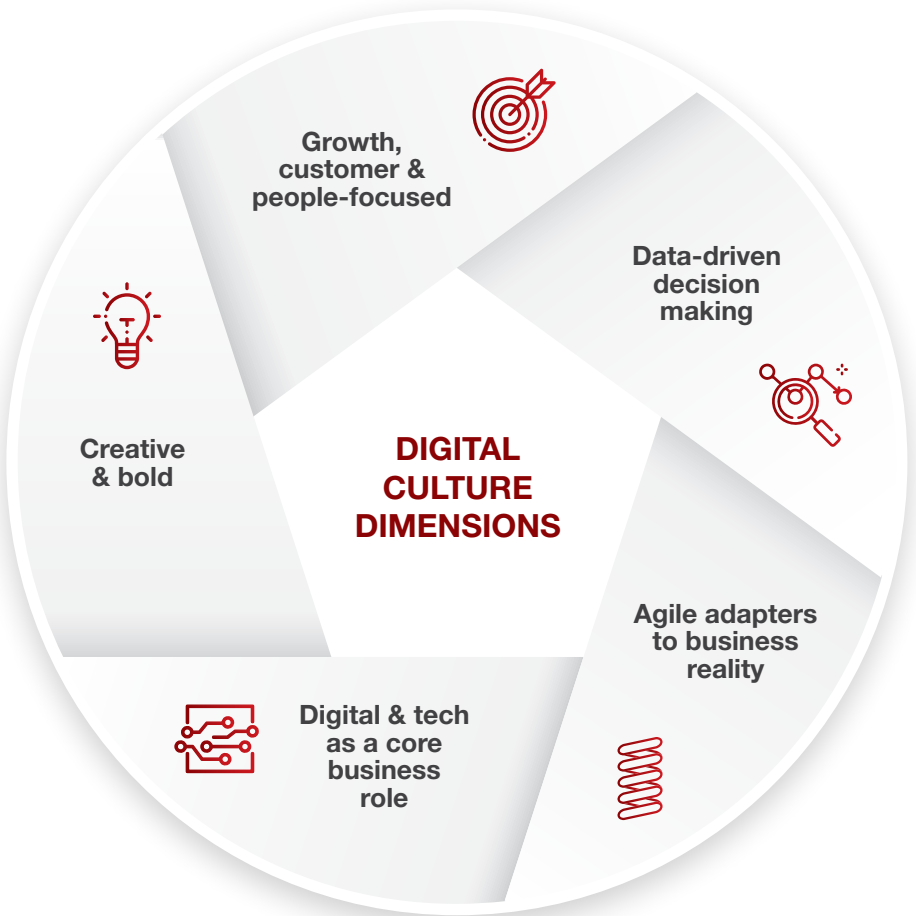 Growth,
customer &
people-focused
Data-driven
decision
making
Creative
& bold
DIGITAL
CULTURE
DIMENSIONS
Agile adapters
to business
reality
Digital & tech
as a core
business
role